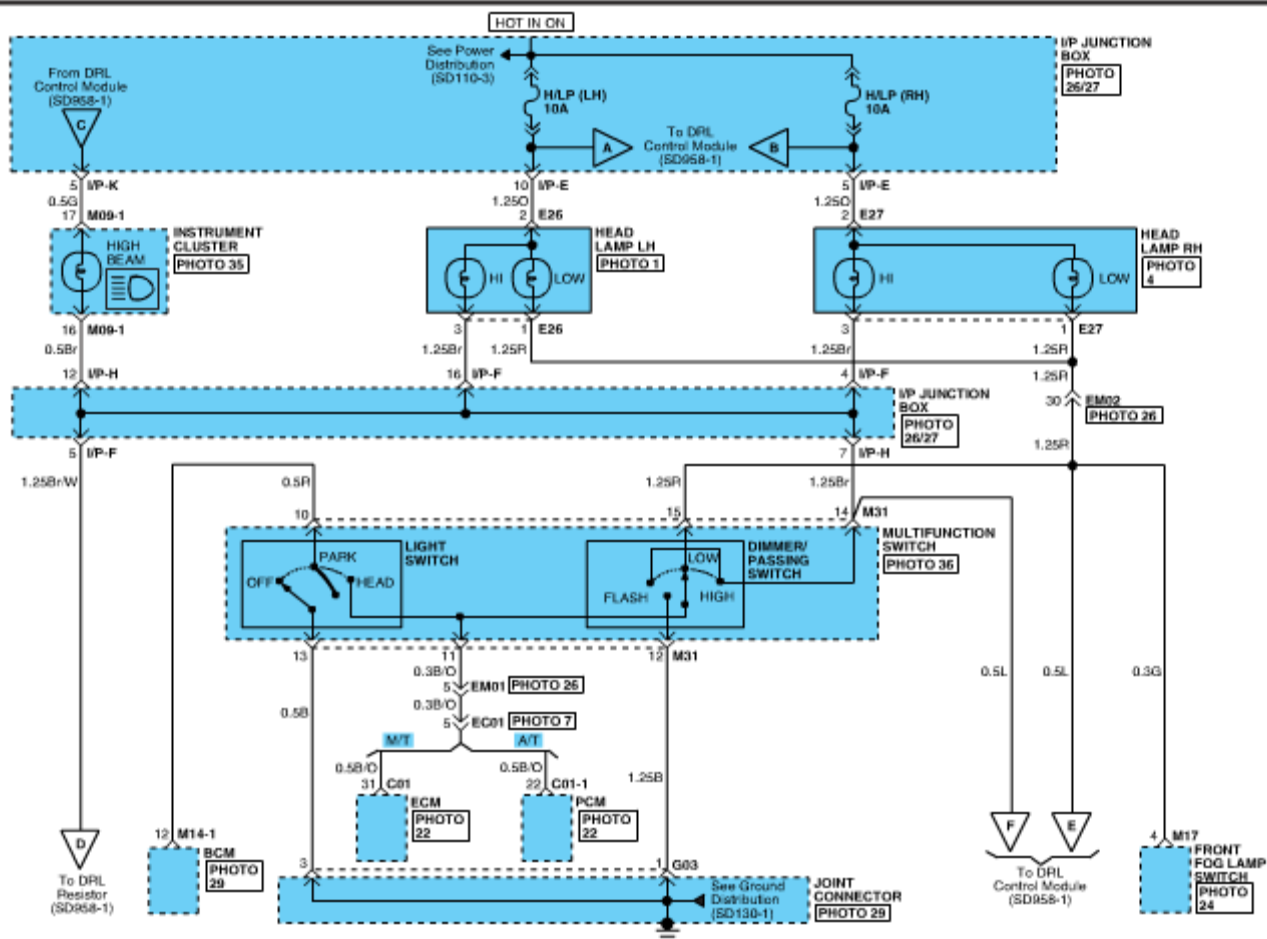 HOT IN ON
I/P JUNCTION
BOX
PHOTO
26/27
See Power
Distribution
(SD110-3)
From DRL
Control Module
(SD958-1)
C
H/LP (LH)
10A
H/LP (RH)
10A
A
To DRL
Control Module
(SD958-1)
B
5 I/P-K
10 I/P-E
5 I/P-E
0.5G
1.25O
1.25O
17 M09-1
2 E26
2 E27
INSTRUMENT
CLUSTER
PHOTO 35
HIGH
BEAM
HEAD
LAMP LH
PHOTO 1
HI
LOW
HEAD
LAMP RH
PHOTO
4
HI
LOW
16 M09-1
3
1 E26
3
1 E27
0.5Br
1.25Br
1.25R
1.25Br
1.25R
12 I/P-H
16 I/P-F
4 I/P-F
1.25R
30 EM02
PHOTO 26
I/P JUNCTION
BOX
PHOTO
26/27
5 I/P-F
7 I/P-H
1.25R
1.25Br/W
0.5R
1.25R
1.25Br
10
15
14 M31
MULTIFUNCTION
SWITCH
PHOTO 36
LIGHT
SWITCH
PARK
OFF
HEAD
DIMMER/
PASSING
SWITCH
LOW
FLASH
HIGH
13
11
12 M31
0.3B/O
5 EM01 PHOTO 26
0.3B/O
5 EC01 PHOTO 7
0.5B
0.5L
0.5L
0.3G
M/T
A/T
0.5B/O
0.5B/O
1.25B
31 C01
22 C01-1
ECM
PHOTO
22
PCM
PHOTO
22
D
To DRL
Resistor
(SD958-1)
12 M14-1
BCM
PHOTO
29
3
1 G03
See Ground
Distribution
(SD130-1)
JOINT
CONNECTOR
PHOTO 29
F
E
To DRL
Control Module
(SD958-1)
4 M17
FRONT
FOG LAMP
SWITCH
PHOTO
24